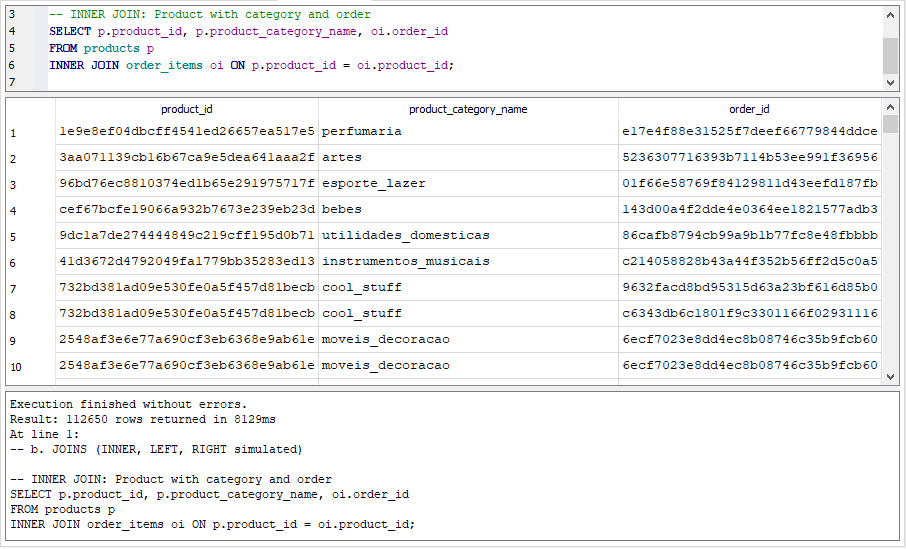 3 -- INNER JOIN: Product with category and order
4 SELECT p.product_id, p.product_category_name, oi.order_id
5 FROM products p
6 INNER JOIN order_items oi ON p.product_id = oi.product_id;
7
product_id product_category_name order_id
1 1e9e8ef04dbcff4541ed26657ea517e5 perfumaria e17e4f88e31525f7deef66779844ddce
2 3aa071139cb16b67ca9e5dea641aaa2f artes 5236307716393b7114b53ee991f36956
3 96bd76ec8810374ed1b65e291975717f esporte_lazer 01f66e58769f84129811d43eefd187fb
4 cef67bcfe19066a932b7673e239eb23d bebes 143d00a4f2dde4e0364ee1821577adb3
5 9dc1a7de274444849c219cff195d0b71 utilidades_domesticas 86cafb8794cb99a9b1b77fc8e48fbbbb
6 41d3672d4792049fa1779bb35283ed13 instrumentos_musicais c214058828b43a44f352b56ff2d5c0a5
7 732bd381ad09e530fe0a5f457d81becb cool_stuff 9632facd8bd95315d63a23bf616d85b0
8 732bd381ad09e530fe0a5f457d81becb cool_stuff c6343db6c1801f9c3301166f02931116
9 2548af3e6e77a690cf3eb6368e9ab61e moveis_decoracao 6ecf7023e8dd4ec8b08746c35b9fcb60
10 2548af3e6e77a690cf3eb6368e9ab61e moveis_decoracao 6ecf7023e8dd4ec8b08746c35b9fcb60
Execution finished without errors.
Result: 112650 rows returned in 8129ms
At line 1:
-- b. JOINS (INNER, LEFT, RIGHT simulated)
-- INNER JOIN: Product with category and order
SELECT p.product_id, p.product_category_name, oi.order_id
FROM products p
INNER JOIN order_items oi ON p.product_id = oi.product_id;